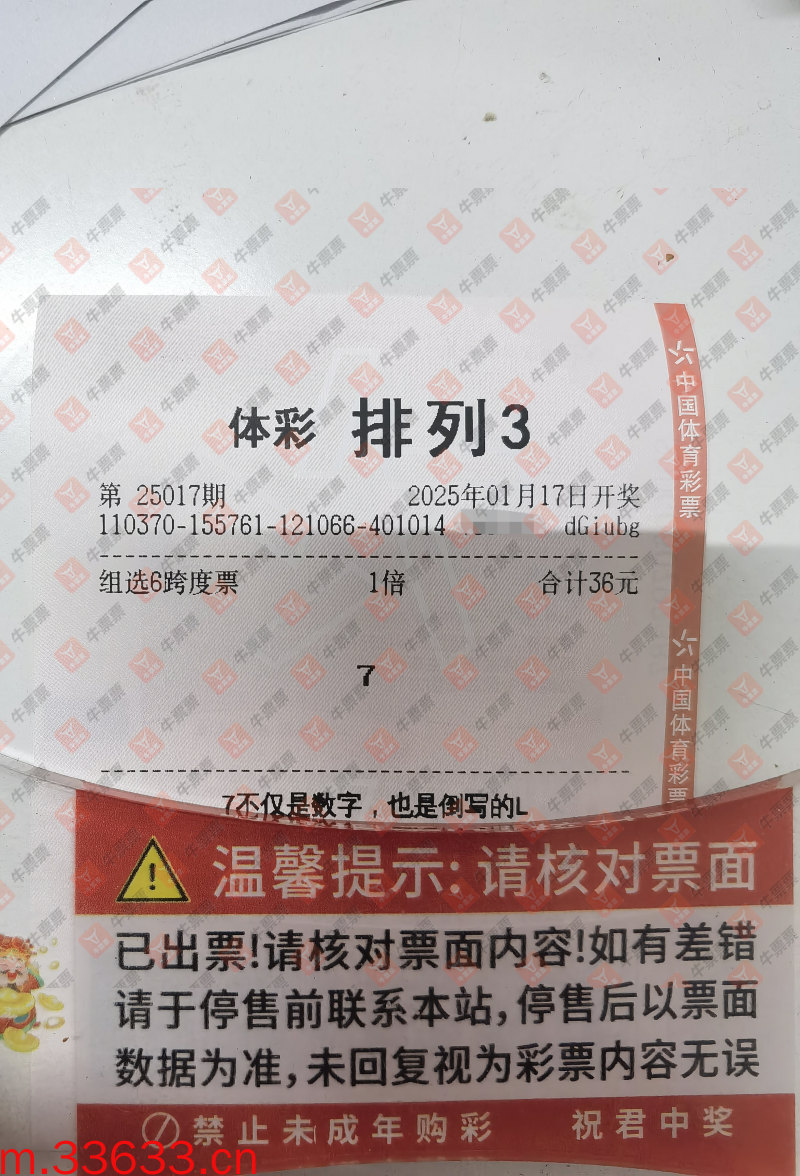 体彩 排列3
第 25017期 2025年01月17日开奖
110370-155761-121066-401014 dGiubg
组选6跨度票 1倍 合计36元
7
7不仅是数字，也是倒写的L
中国体育彩票
中国体育彩票
温馨提示:请核对票面
已出票!请核对票面内容!如有差错
请于停售前联系本站,停售后以票面
数据为准,未回复视为彩票内容无误
禁止未成年购彩 祝君中奖
牛票票
m.33633.cn